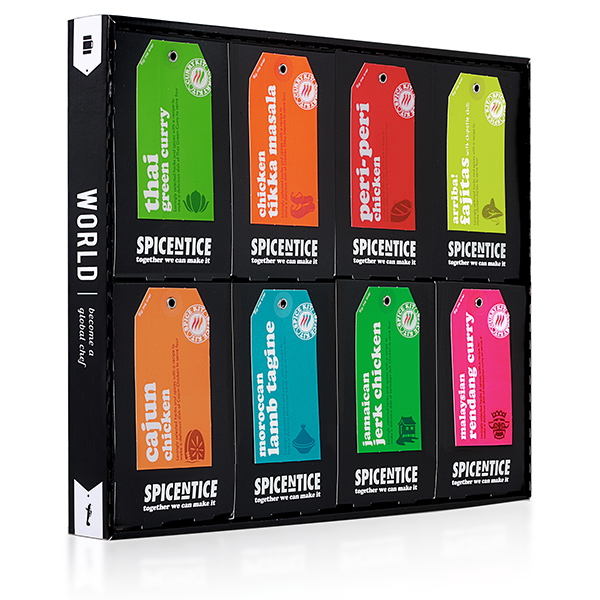 WORLD
become a
global chef
thai
green curry
SPICENTICE
together we can make it
chicken
tikka masala
SPICENTICE
together we can make it
peri-peri
chicken
SPICENTICE
together we can make it
arriba!
fajitas with chipotle chilli
SPICENTICE
together we can make it
cajun
chicken
SPICENTICE
together we can make it
moroccan
lamb tagine
SPICENTICE
together we can make it
jamaican
jerk chicken
SPICENTICE
together we can make it
malaysian
rendang curry
SPICENTICE
together we can make it